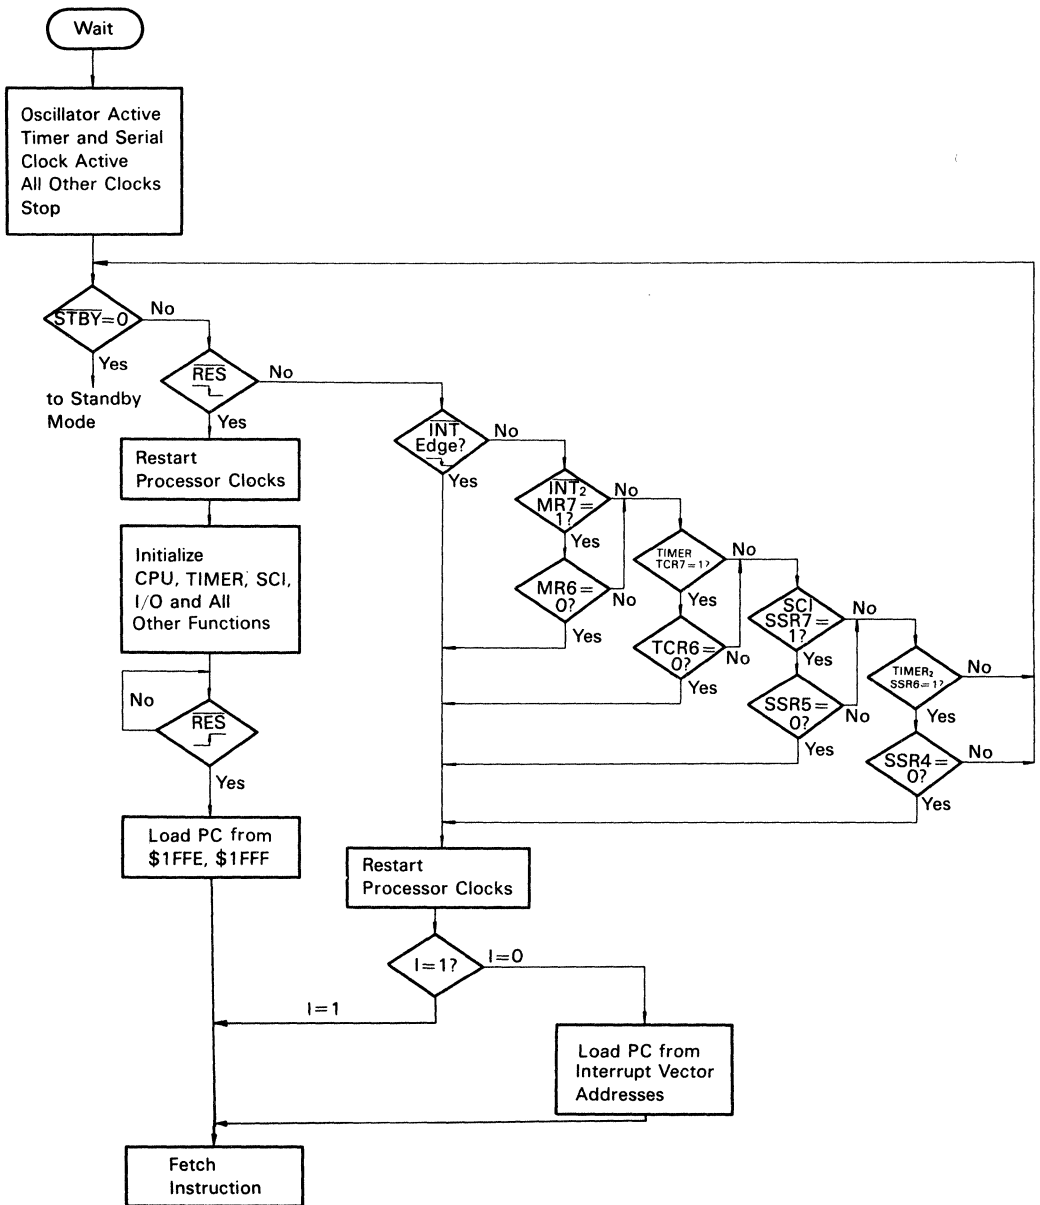 Wait
Oscillator Active
Timer and Serial
Clock Active
All Other Clocks
Stop
STBY=0
No
Yes
to Standby
Mode
RES
No
Yes
Restart
Processor Clocks
Initialize
CPU, TIMER, SCI,
I/O and All
Other Functions
No
RES
Yes
Load PC from
$1FFE, $1FFF
INT
Edge?
No
Yes
INT₂
MR7=
1?
No
Yes
MR6=
0?
No
Yes
TIMER
TCR7=1?
No
Yes
TCR6=
0?
No
Yes
SCI
SSR7=
1?
No
Yes
SSR5=
0?
No
Yes
TIMER₂
SSR6=1?
No
Yes
SSR4=
0?
No
Yes
Restart
Processor Clocks
I=1?
I=0
I=1
Load PC from
Interrupt Vector
Addresses
Fetch
Instruction